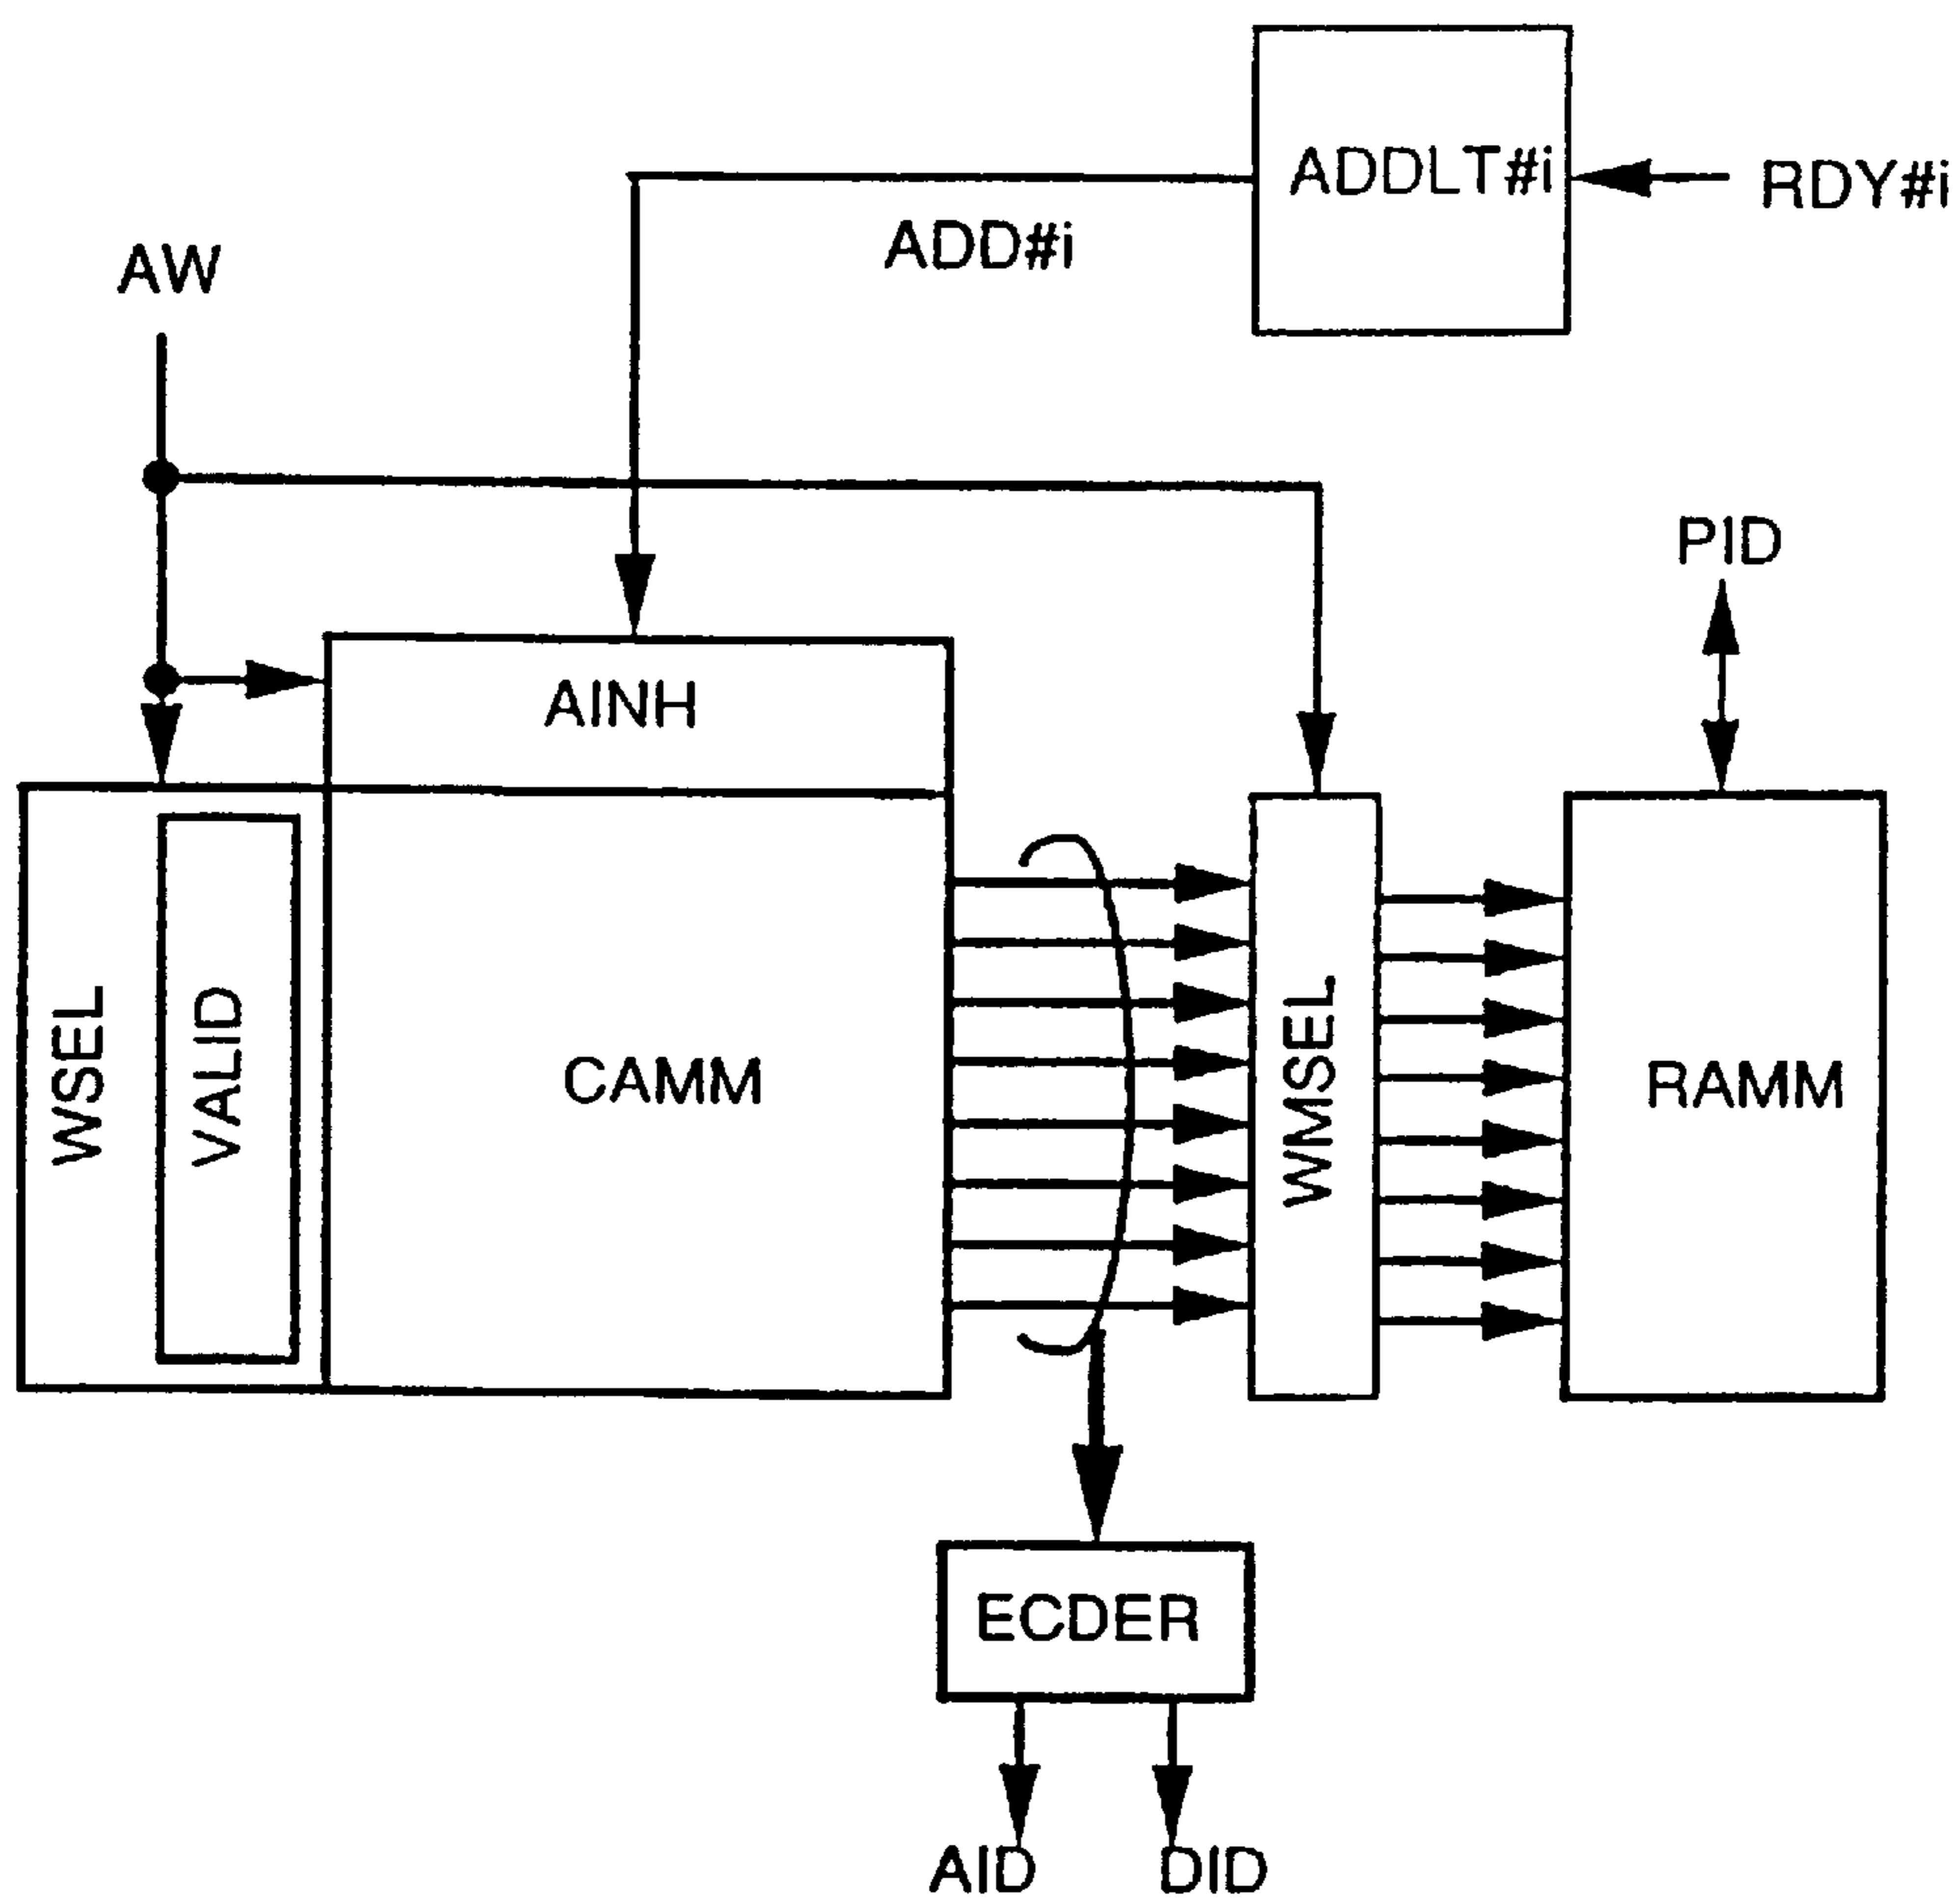 ADDLT#i
RDY#i
ADD#i
AW
PID
AINH
WSEL
VALID
CAMM
WMSEL
RAMM
ECDER
AID
DID